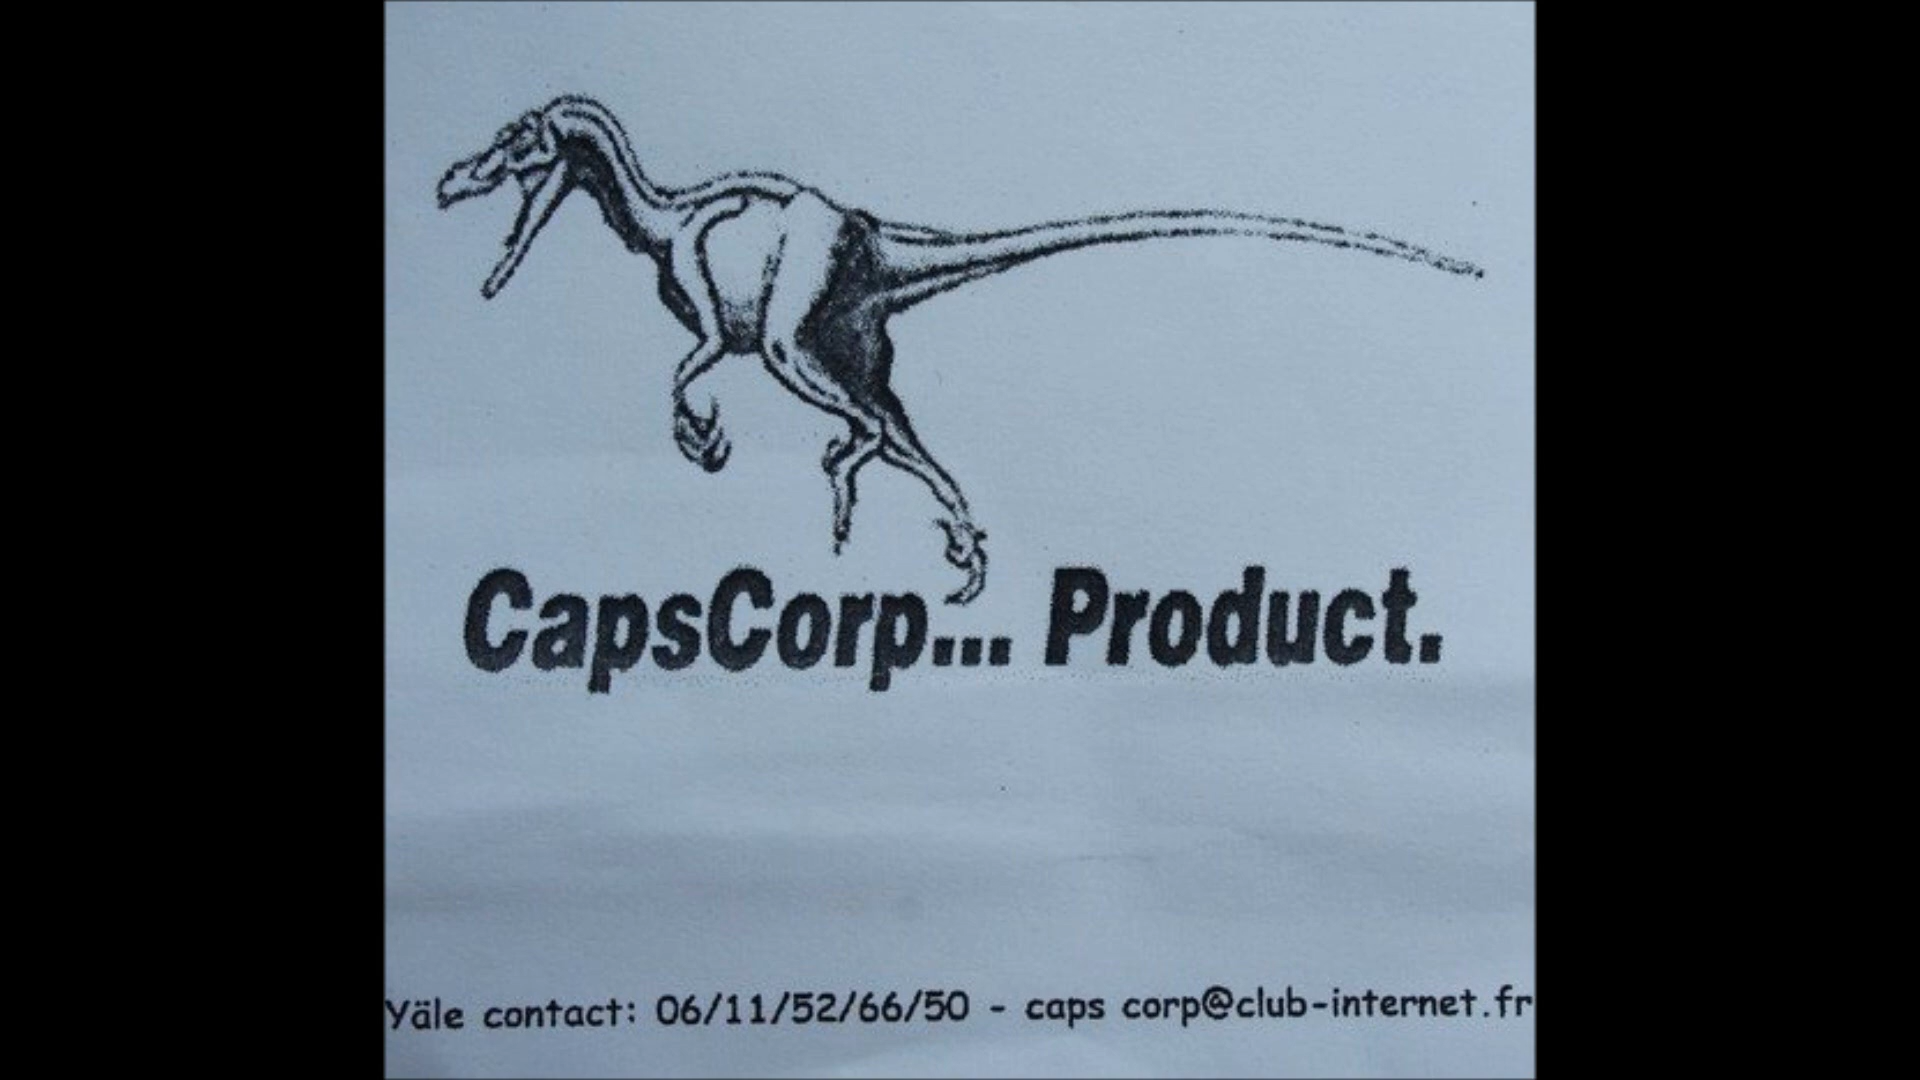 CapsCorp... Product.
Yäle contact: 06/11/52/66/50 - caps corp@club-internet.fr